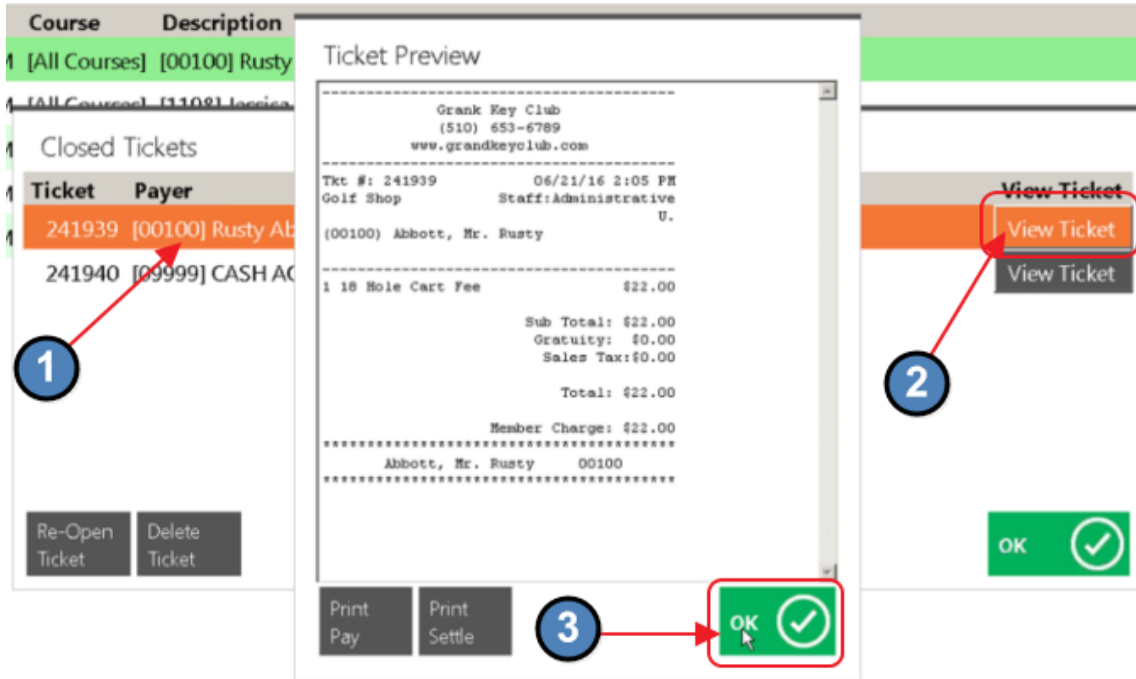 Course Description
[All Courses] [00100] Rusty
Closed Tickets
Ticket Payer View Ticket
241939 [00100] Rusty Ab View Ticket
241940 [09999] CASH AC View Ticket
1
2
Re-Open Ticket
Delete Ticket
OK
Ticket Preview
----------------------------------------
Grank Key Club
(510) 653-6789
www.grandkeyclub.com
----------------------------------------
Tkt #: 241939 06/21/16 2:05 PM
Golf Shop Staff:Administrative
U.
(00100) Abbott, Mr. Rusty
----------------------------------------
1 18 Hole Cart Fee $22.00
Sub Total: $22.00
Gratuity: $0.00
Sales Tax:$0.00
Total: $22.00
Member Charge: $22.00
****************************************
Abbott, Mr. Rusty 00100
****************************************
Print Pay
Print Settle
3
OK